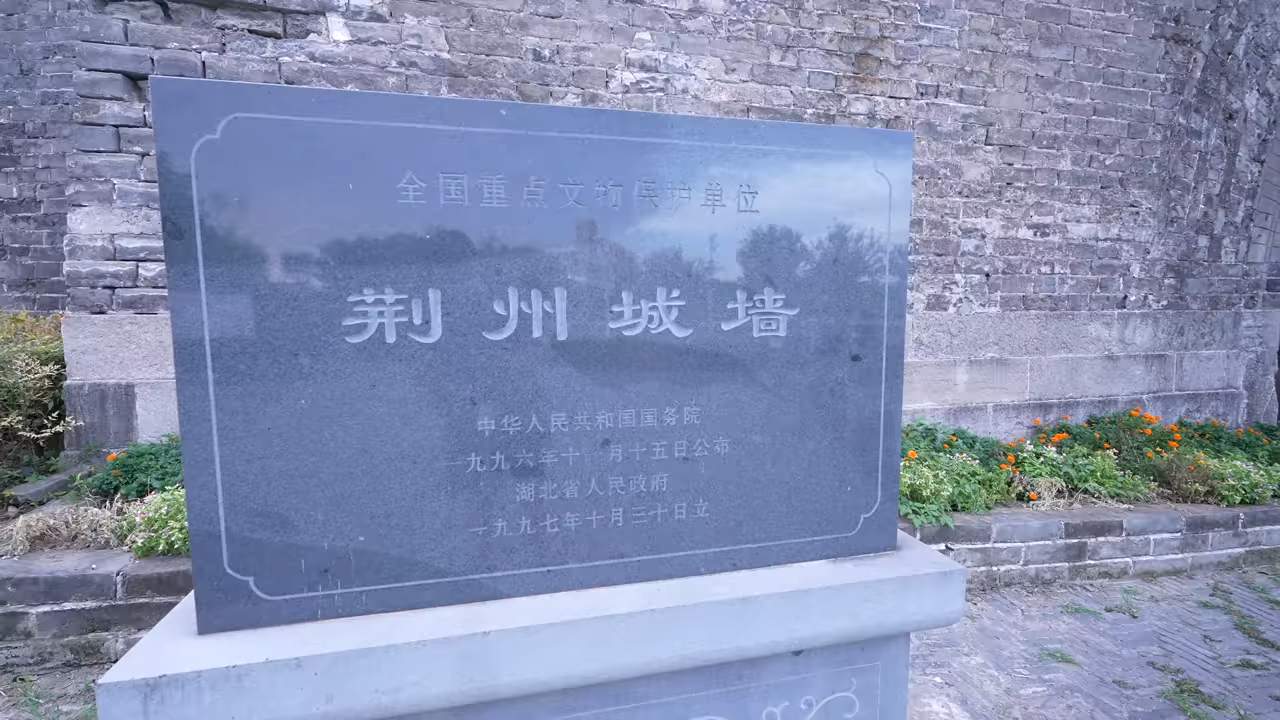 全国重点文物保护单位
荆州城墙
中华人民共和国国务院
一九九六年十一月十五日公布
湖北省人民政府
一九九七年十月三十日立